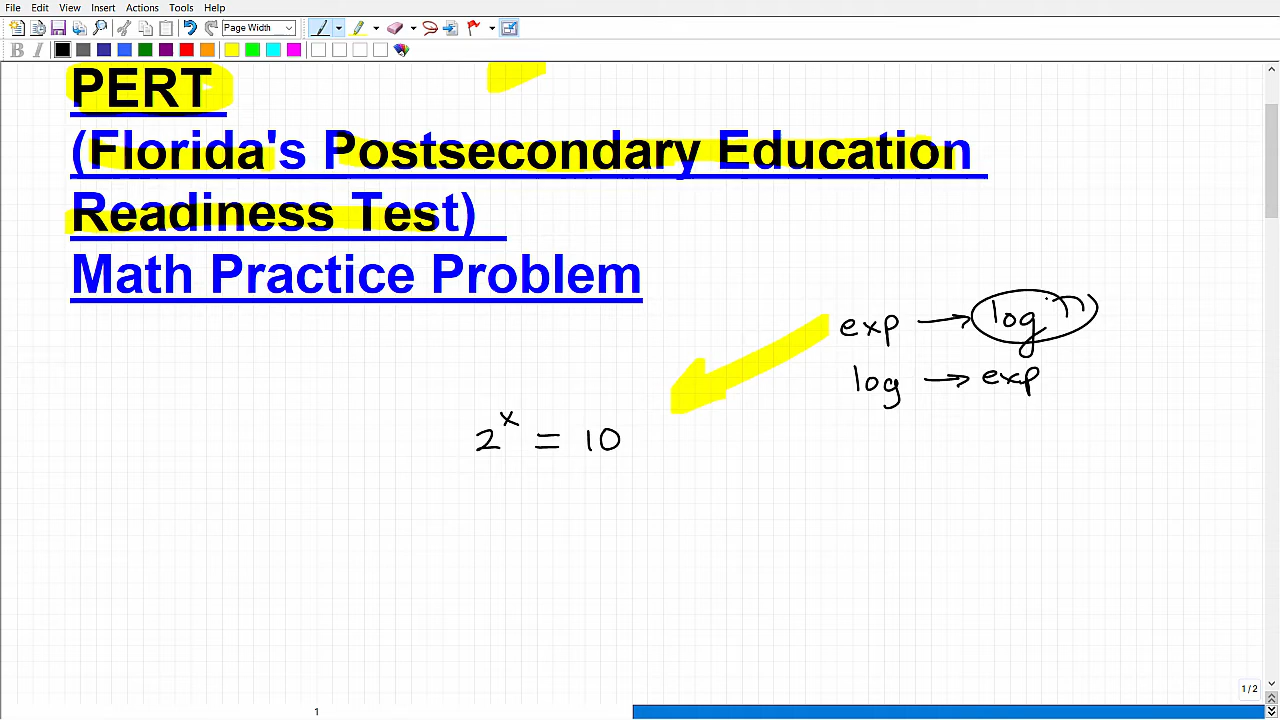 File Edit View Insert Actions Tools Help
Page Width
B I
PERT
(Florida's Postsecondary Education
Readiness Test)
Math Practice Problem
exp → log
log → exp
2^x = 10
1/2
1